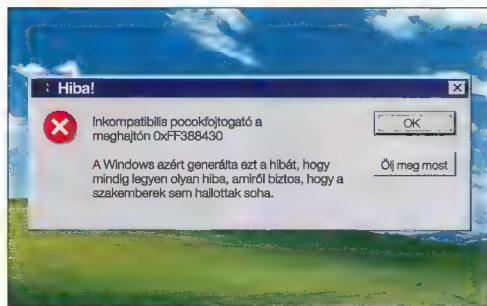 Hiba!
Inkompatibilis pocokfojtogató a
meghajtón 0xFF388430
A Windows azért generálta ezt a hibát, hogy
mindig legyen olyan hiba, amiről biztos, hogy a
szakemberek sem hallottak soha.
OK
Ölj meg most